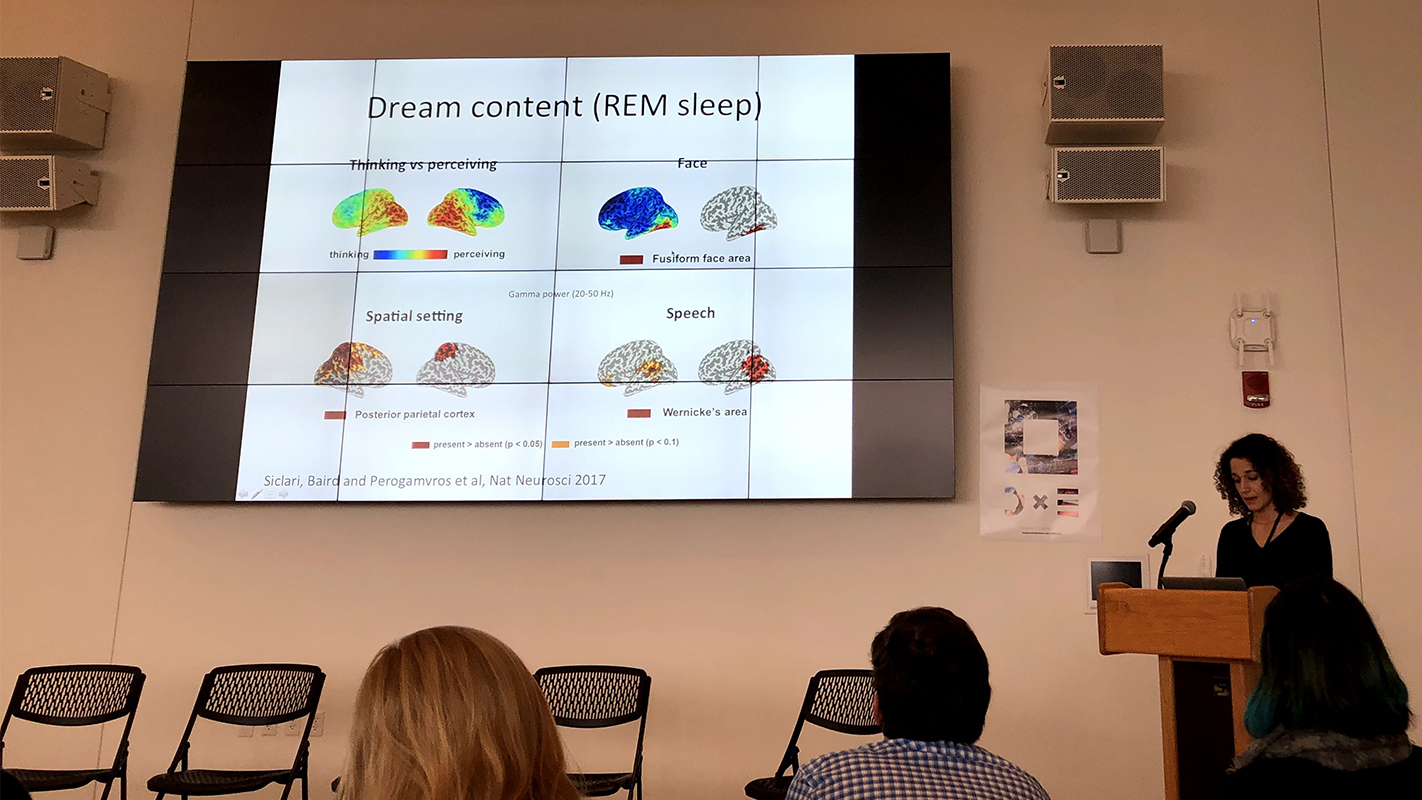 Dream content (REM sleep)
Thinking vs perceiving
Face
thinking
perceiving
Fusiform face area
Gamma power (20-50 Hz)
Spatial setting
Speech
Posterior parietal cortex
Wernicke's area
present > absent (p < 0.05)
present > absent (p < 0.1)
Siclari, Baird and Perogamvros et al, Nat Neurosci 2017
FIRE